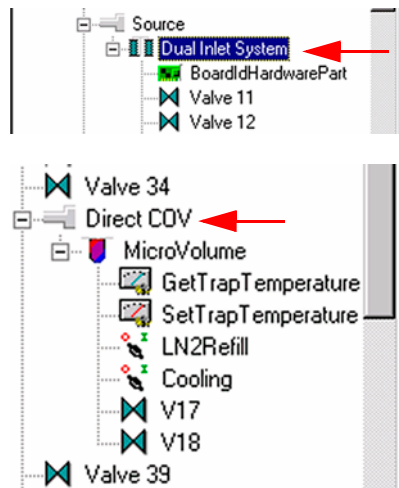 Source
Dual Inlet System
BoardIdHardwarePart
Valve 11
Valve 12
Valve 34
Direct COV
MicroVolume
GetTrapTemperature
SetTrapTemperature
LN2Refill
Cooling
V17
V18
Valve 39